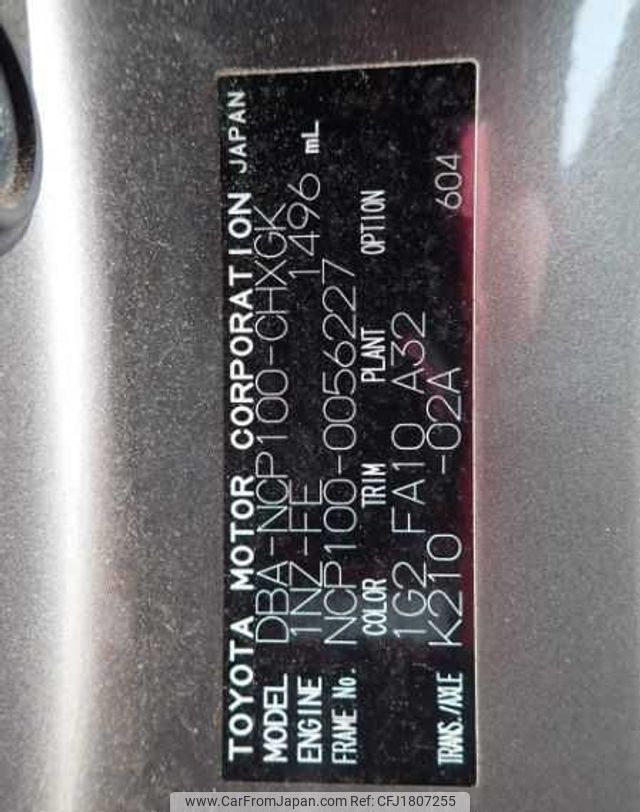 TOYOTA MOTOR CORPORATION JAPAN
MODEL DBA-NCP100-CHXGK
ENGINE 1NZ-FE 1496 mL
FRAME No. NCP100-0056227
COLOR TRIM PLANT OPTION
1G2 FA10 A32
TRANS./AXLE K210 -02A 604
www.CarFromJapan.com CFJ1807255